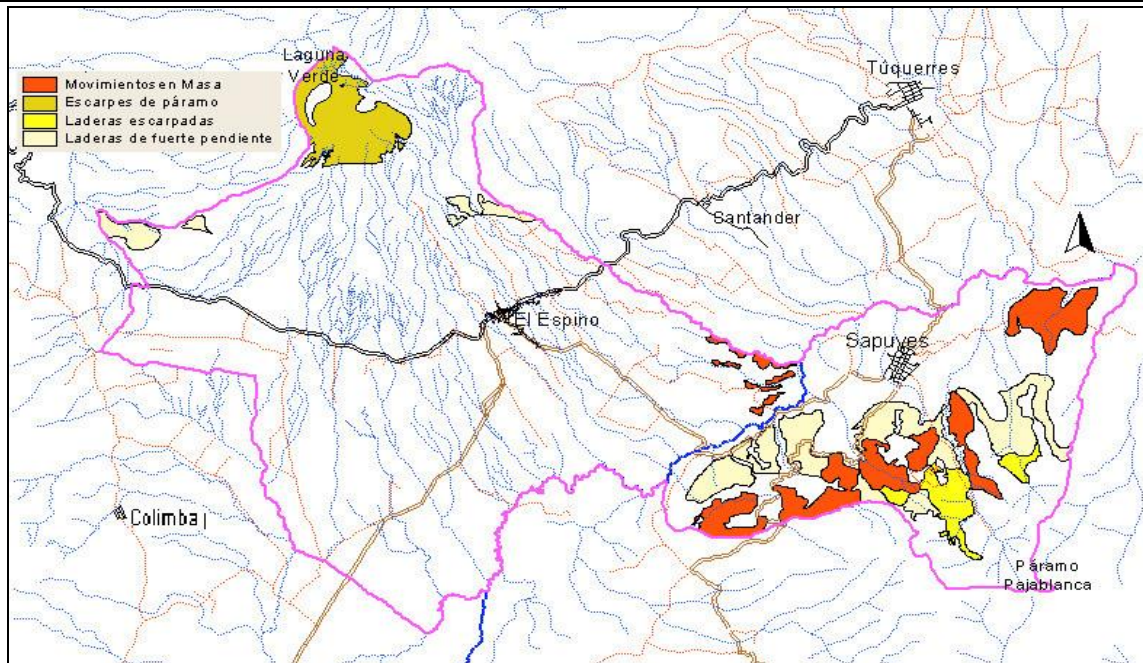 Laguna
Verde
Movimientos en Masa
Escarpes de páramo
Laderas escarpadas
Laderas de fuerte pendiente
Túquerres
Santander
El Espino
Sapuyes
Colimba
Páramo
Pajablanca